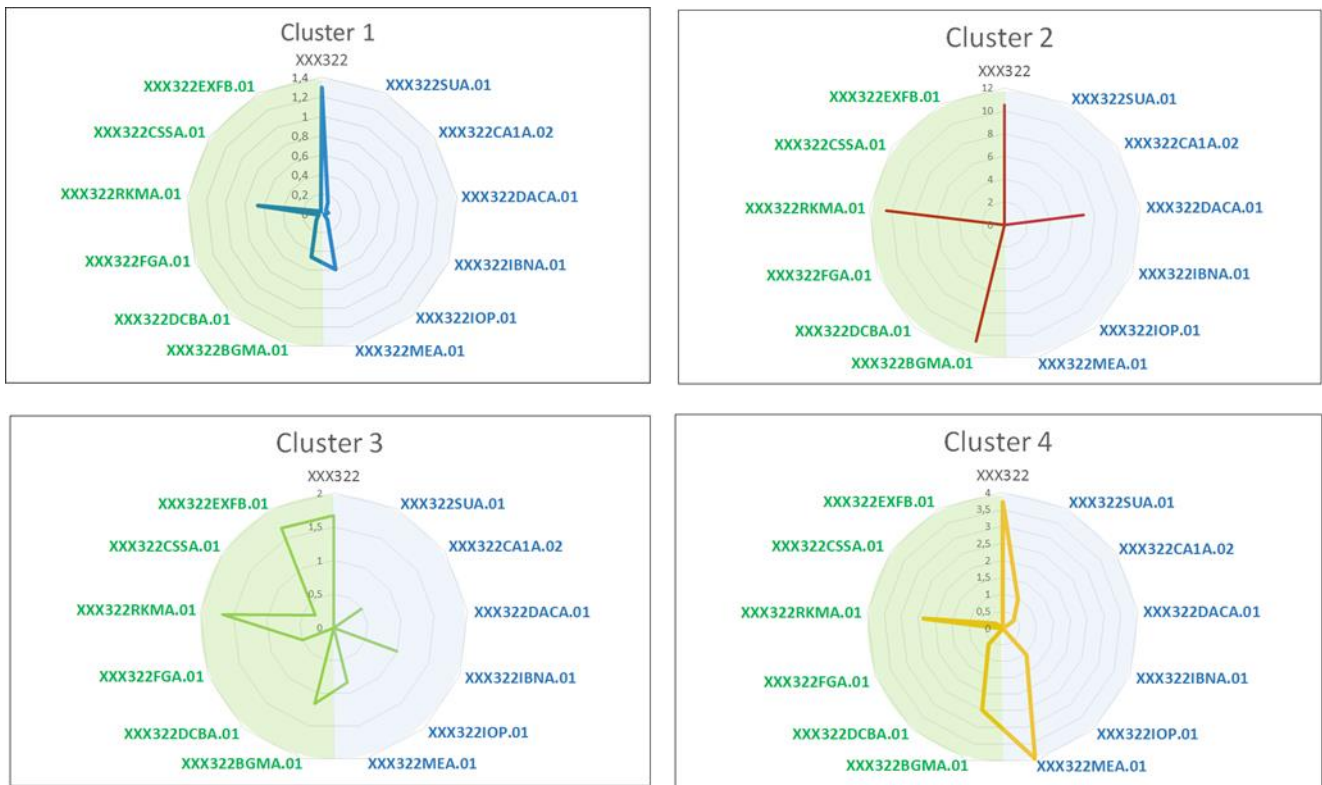 Cluster 1
XXX322
XXX322EXFB.01
1,4
XXX322SUA.01
1,2
XXX322CSSA.01
1
XXX322CA1A.02
0,8
0,6
XXX322RKMA.01
0,4
XXX322DACA.01
0,2
0
XXX322FGA.01
XXX322IBNA.01
XXX322DCBA.01
XXX322IOP.01
XXX322BGMA.01
XXX322MEA.01
Cluster 2
XXX322
XXX322EXFB.01
12
XXX322SUA.01
10
XXX322CSSA.01
8
XXX322CA1A.02
6
4
XXX322RKMA.01
2
XXX322DACA.01
0
XXX322FGA.01
XXX322IBNA.01
XXX322DCBA.01
XXX322IOP.01
XXX322BGMA.01
XXX322MEA.01
Cluster 3
XXX322
XXX322EXFB.01
2
XXX322SUA.01
1,5
XXX322CSSA.01
XXX322CA1A.02
1
XXX322RKMA.01
0,5
XXX322DACA.01
0
XXX322FGA.01
XXX322IBNA.01
XXX322DCBA.01
XXX322IOP.01
XXX322BGMA.01
XXX322MEA.01
Cluster 4
XXX322
XXX322EXFB.01
4
XXX322SUA.01
3,5
3
XXX322CSSA.01
2,5
XXX322CA1A.02
2
1,5
XXX322RKMA.01
1
XXX322DACA.01
0,5
0
XXX322FGA.01
XXX322IBNA.01
XXX322DCBA.01
XXX322IOP.01
XXX322BGMA.01
XXX322MEA.01